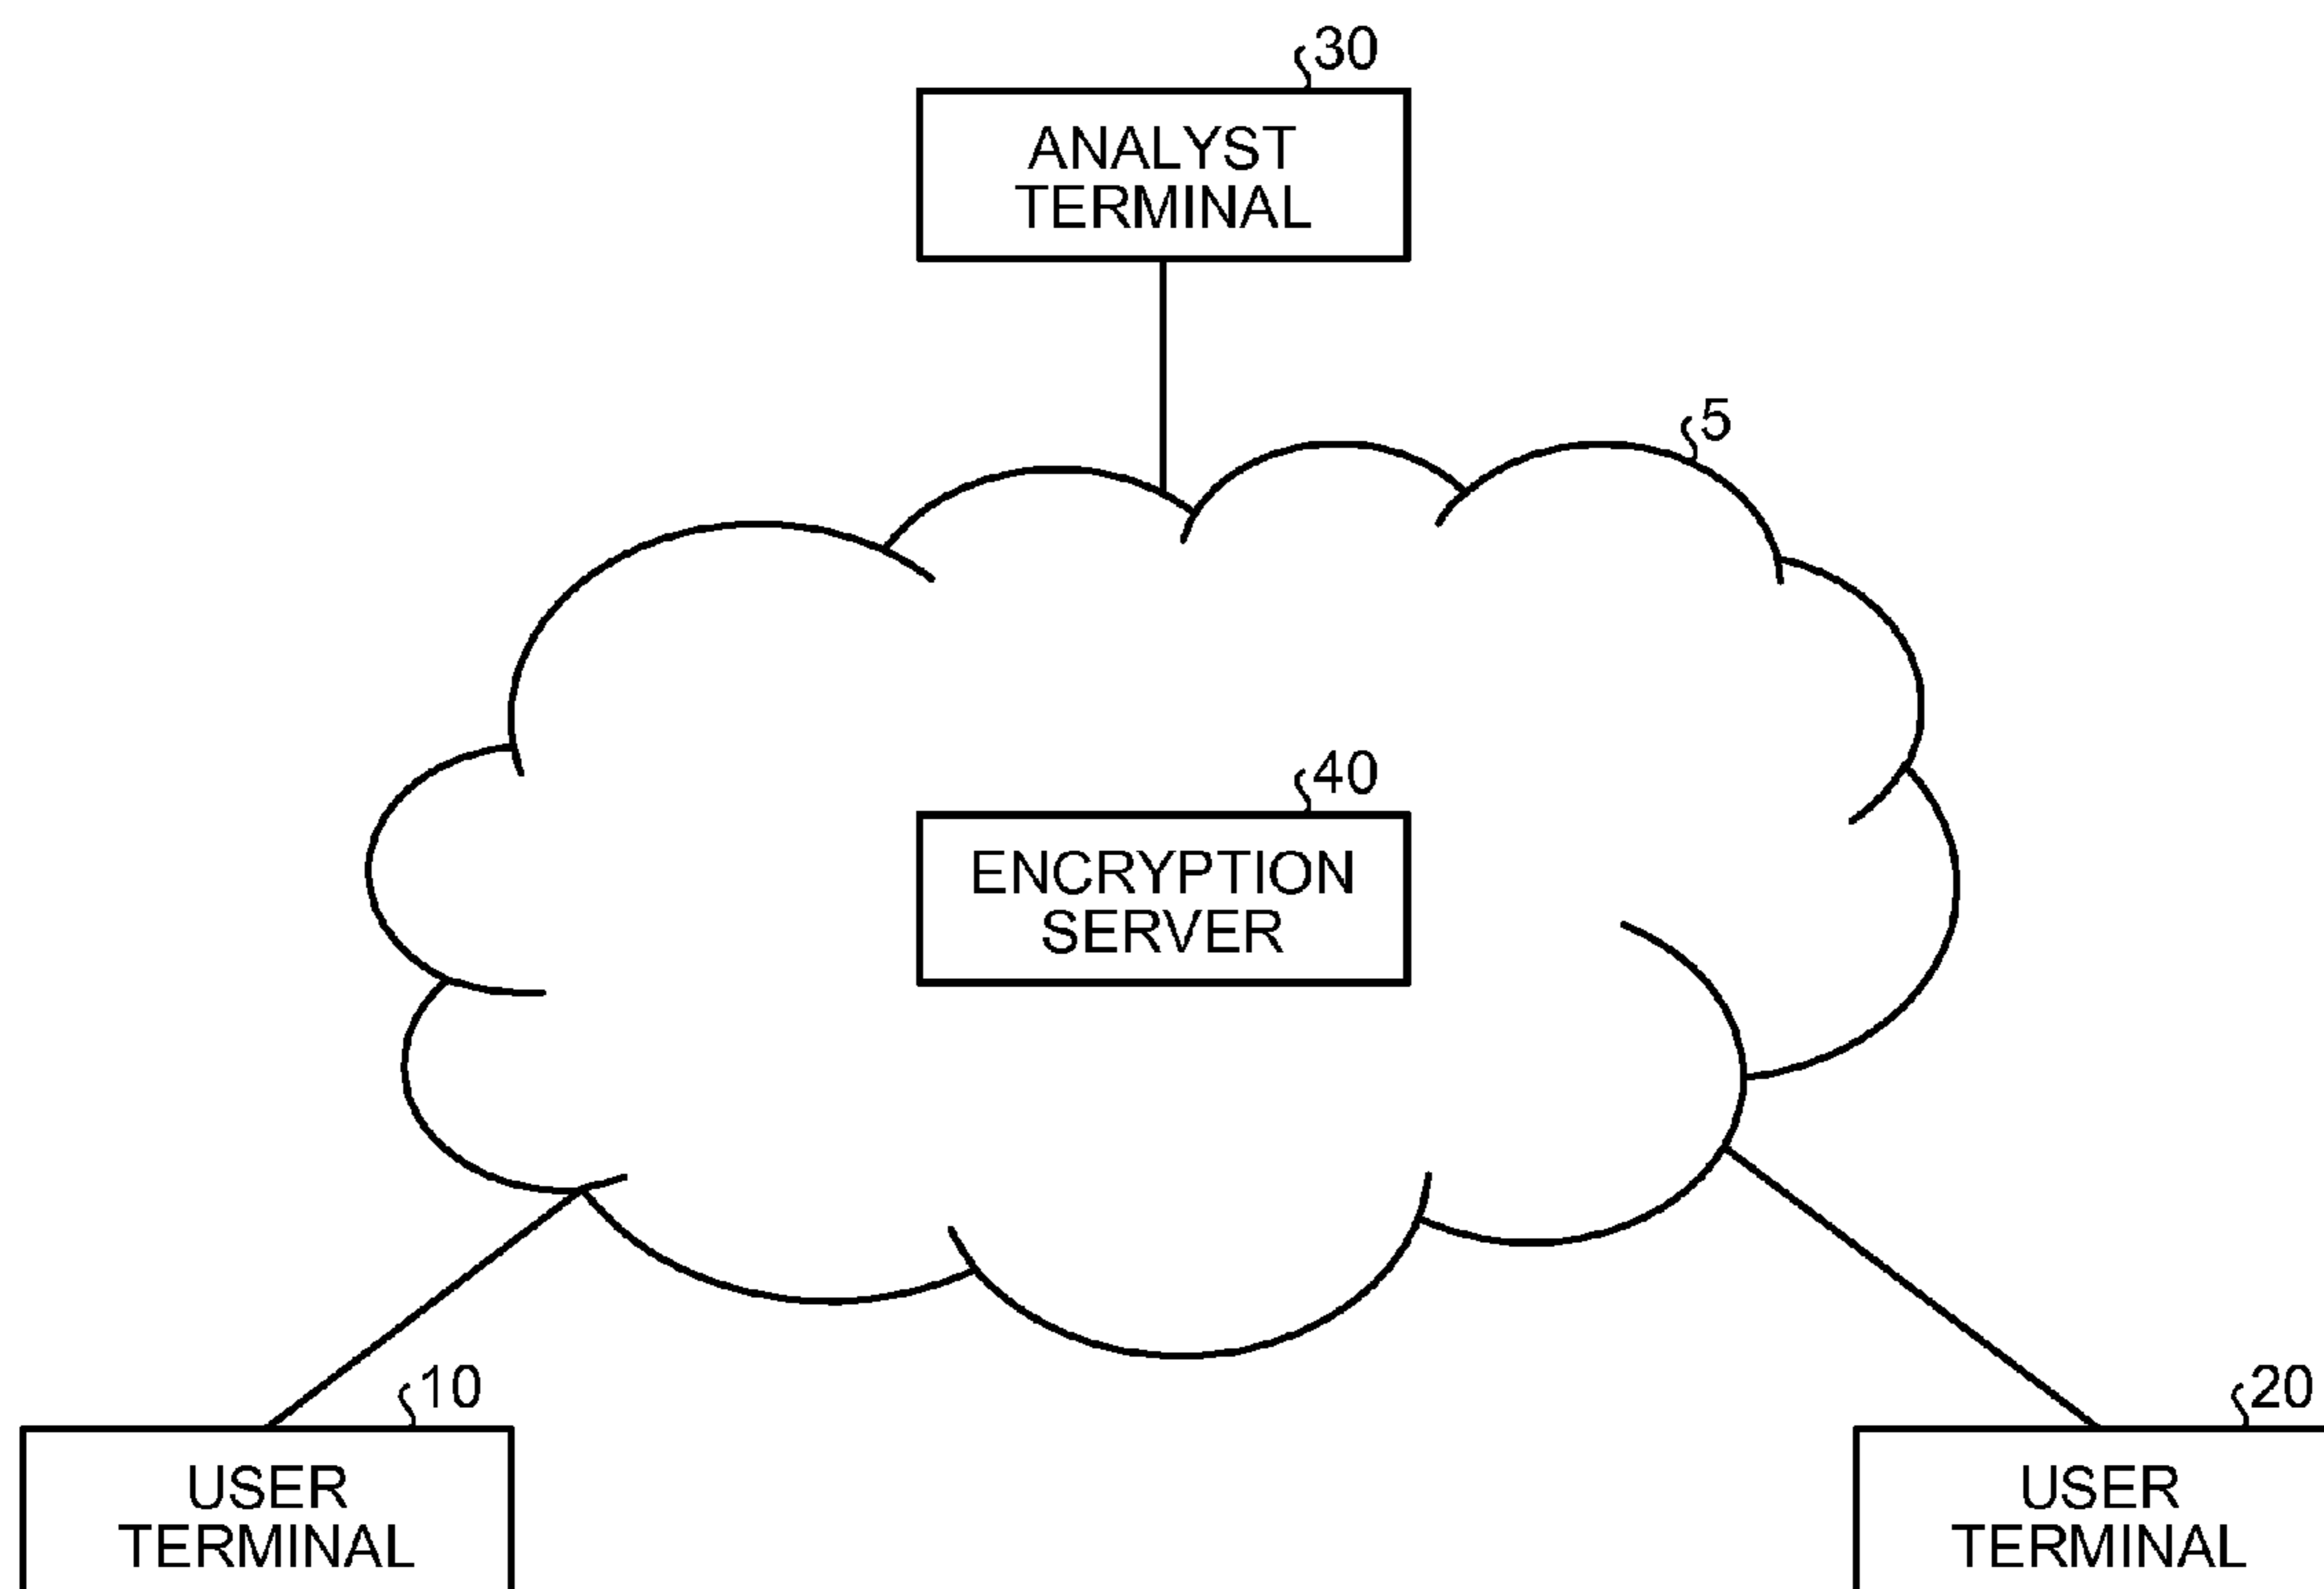 30
ANALYST
TERMINAL
5
40
ENCRYPTION
SERVER
10
USER
TERMINAL
20
USER
TERMINAL